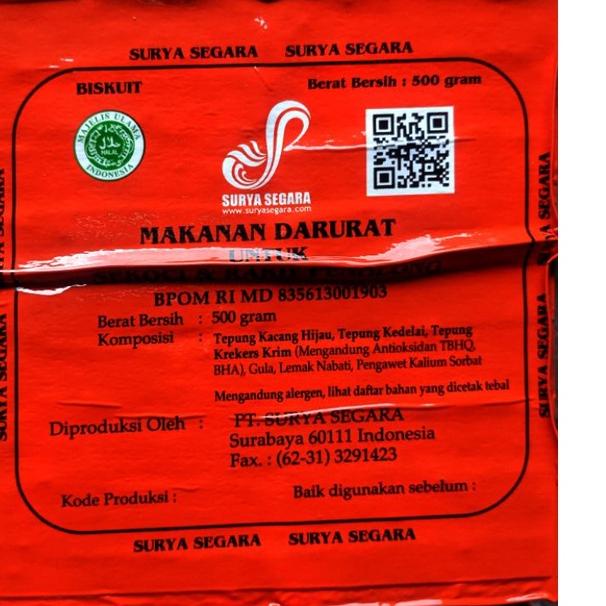 SURYA SEGARA SURYA SEGARA
BISKUIT
Berat Bersih : 500 gram
MAJELIS ULAMA
حلال
HALAL
INDONESIA
SURYA SEGARA
www.suryasegara.com
MAKANAN DARURAT
UNTUK
BPOM RI MD 835613001903
Berat Bersih : 500 gram
Komposisi : Tepung Kacang Hijau, Tepung Kedelai, Tepung
Krekers Krim (Mengandung Antioksidan TBHQ,
BHA), Gula, Lemak Nabati, Pengawet Kalium Sorbat
Mengandung alergen, lihat daftar bahan yang dicetak tebal
Diproduksi Oleh : PT. SURYA SEGARA
Surabaya 60111 Indonesia
Fax. : (62-31) 3291423
Kode Produksi :
Baik digunakan sebelum :
SURYA SEGARA SURYA SEGARA
SURYA SEGARA
SURYA SEGARA
SURYA SEGARA